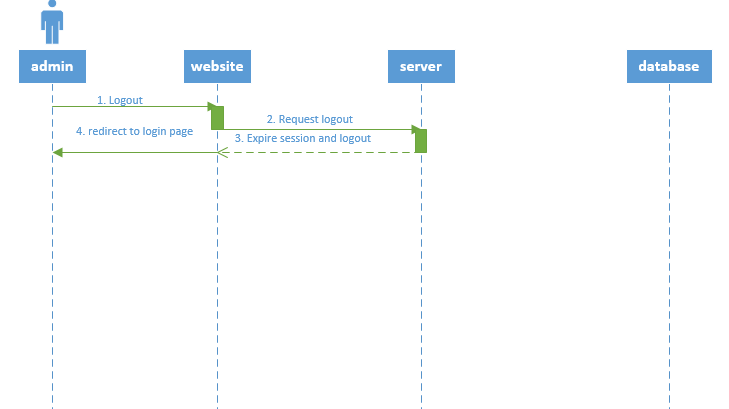 admin
website
server
database
1. Logout
2. Request logout
4. redirect to login page
3. Expire session and logout